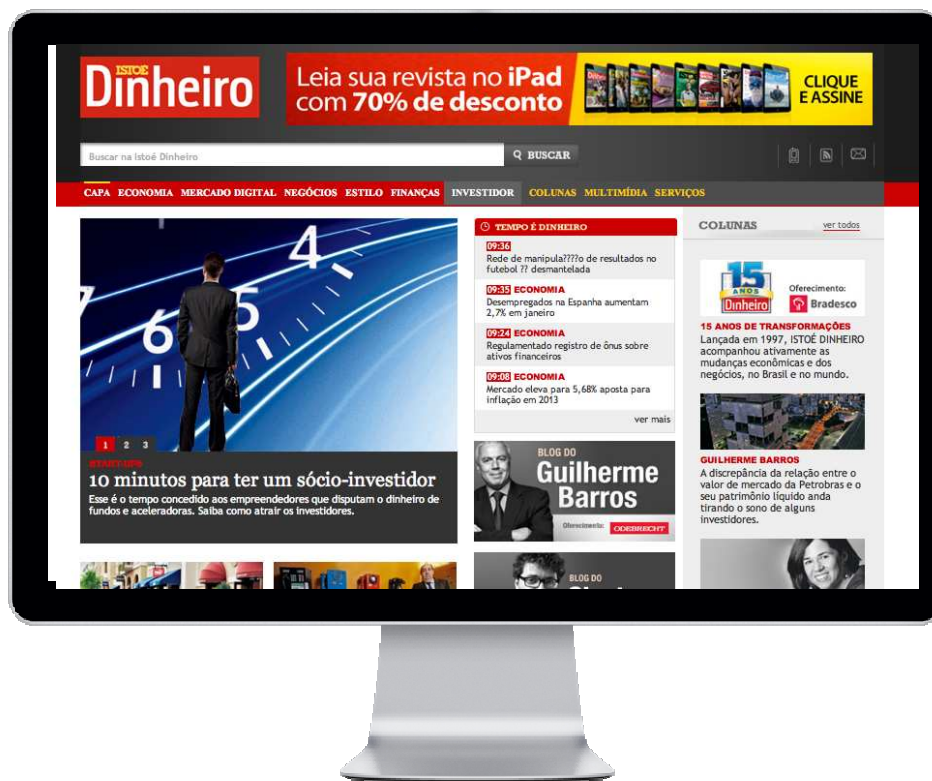 ISTOÉ
Dinheiro
Leia sua revista no iPad
com 70% de desconto
CLIQUE
E ASSINE
Buscar na Istoé Dinheiro
BUSCAR
CAPA ECONOMIA MERCADO DIGITAL NEGÓCIOS ESTILO FINANÇAS INVESTIDOR COLUNAS MULTIMÍDIA SERVIÇOS
7 6 5 4
1 2 3
START-UPS
10 minutos para ter um sócio-investidor
Esse é o tempo concedido aos empreendedores que disputam o dinheiro de
fundos e aceleradoras. Saiba como atrair os investidores.
TEMPO É DINHEIRO
09:36
Rede de manipula????o de resultados no
futebol ?? desmantelada
09:35 ECONOMIA
Desempregados na Espanha aumentam
2,7% em janeiro
09:24 ECONOMIA
Regulamentado registro de ônus sobre
ativos financeiros
09:08 ECONOMIA
Mercado eleva para 5,68% aposta para
inflação em 2013
ver mais
BLOG DO
Guilherme
Barros
Oferecimento: ODEBRECHT
BLOG DO
COLUNAS ver todos
15
ANOS
Dinheiro
Oferecimento:
Bradesco
15 ANOS DE TRANSFORMAÇÕES
Lançada em 1997, ISTOÉ DINHEIRO
acompanhou ativamente as
mudanças econômicas e dos
negócios, no Brasil e no mundo.
GUILHERME BARROS
A discrepância da relação entre o
valor de mercado da Petrobras e o
seu patrimônio líquido anda
tirando o sono de alguns
investidores.